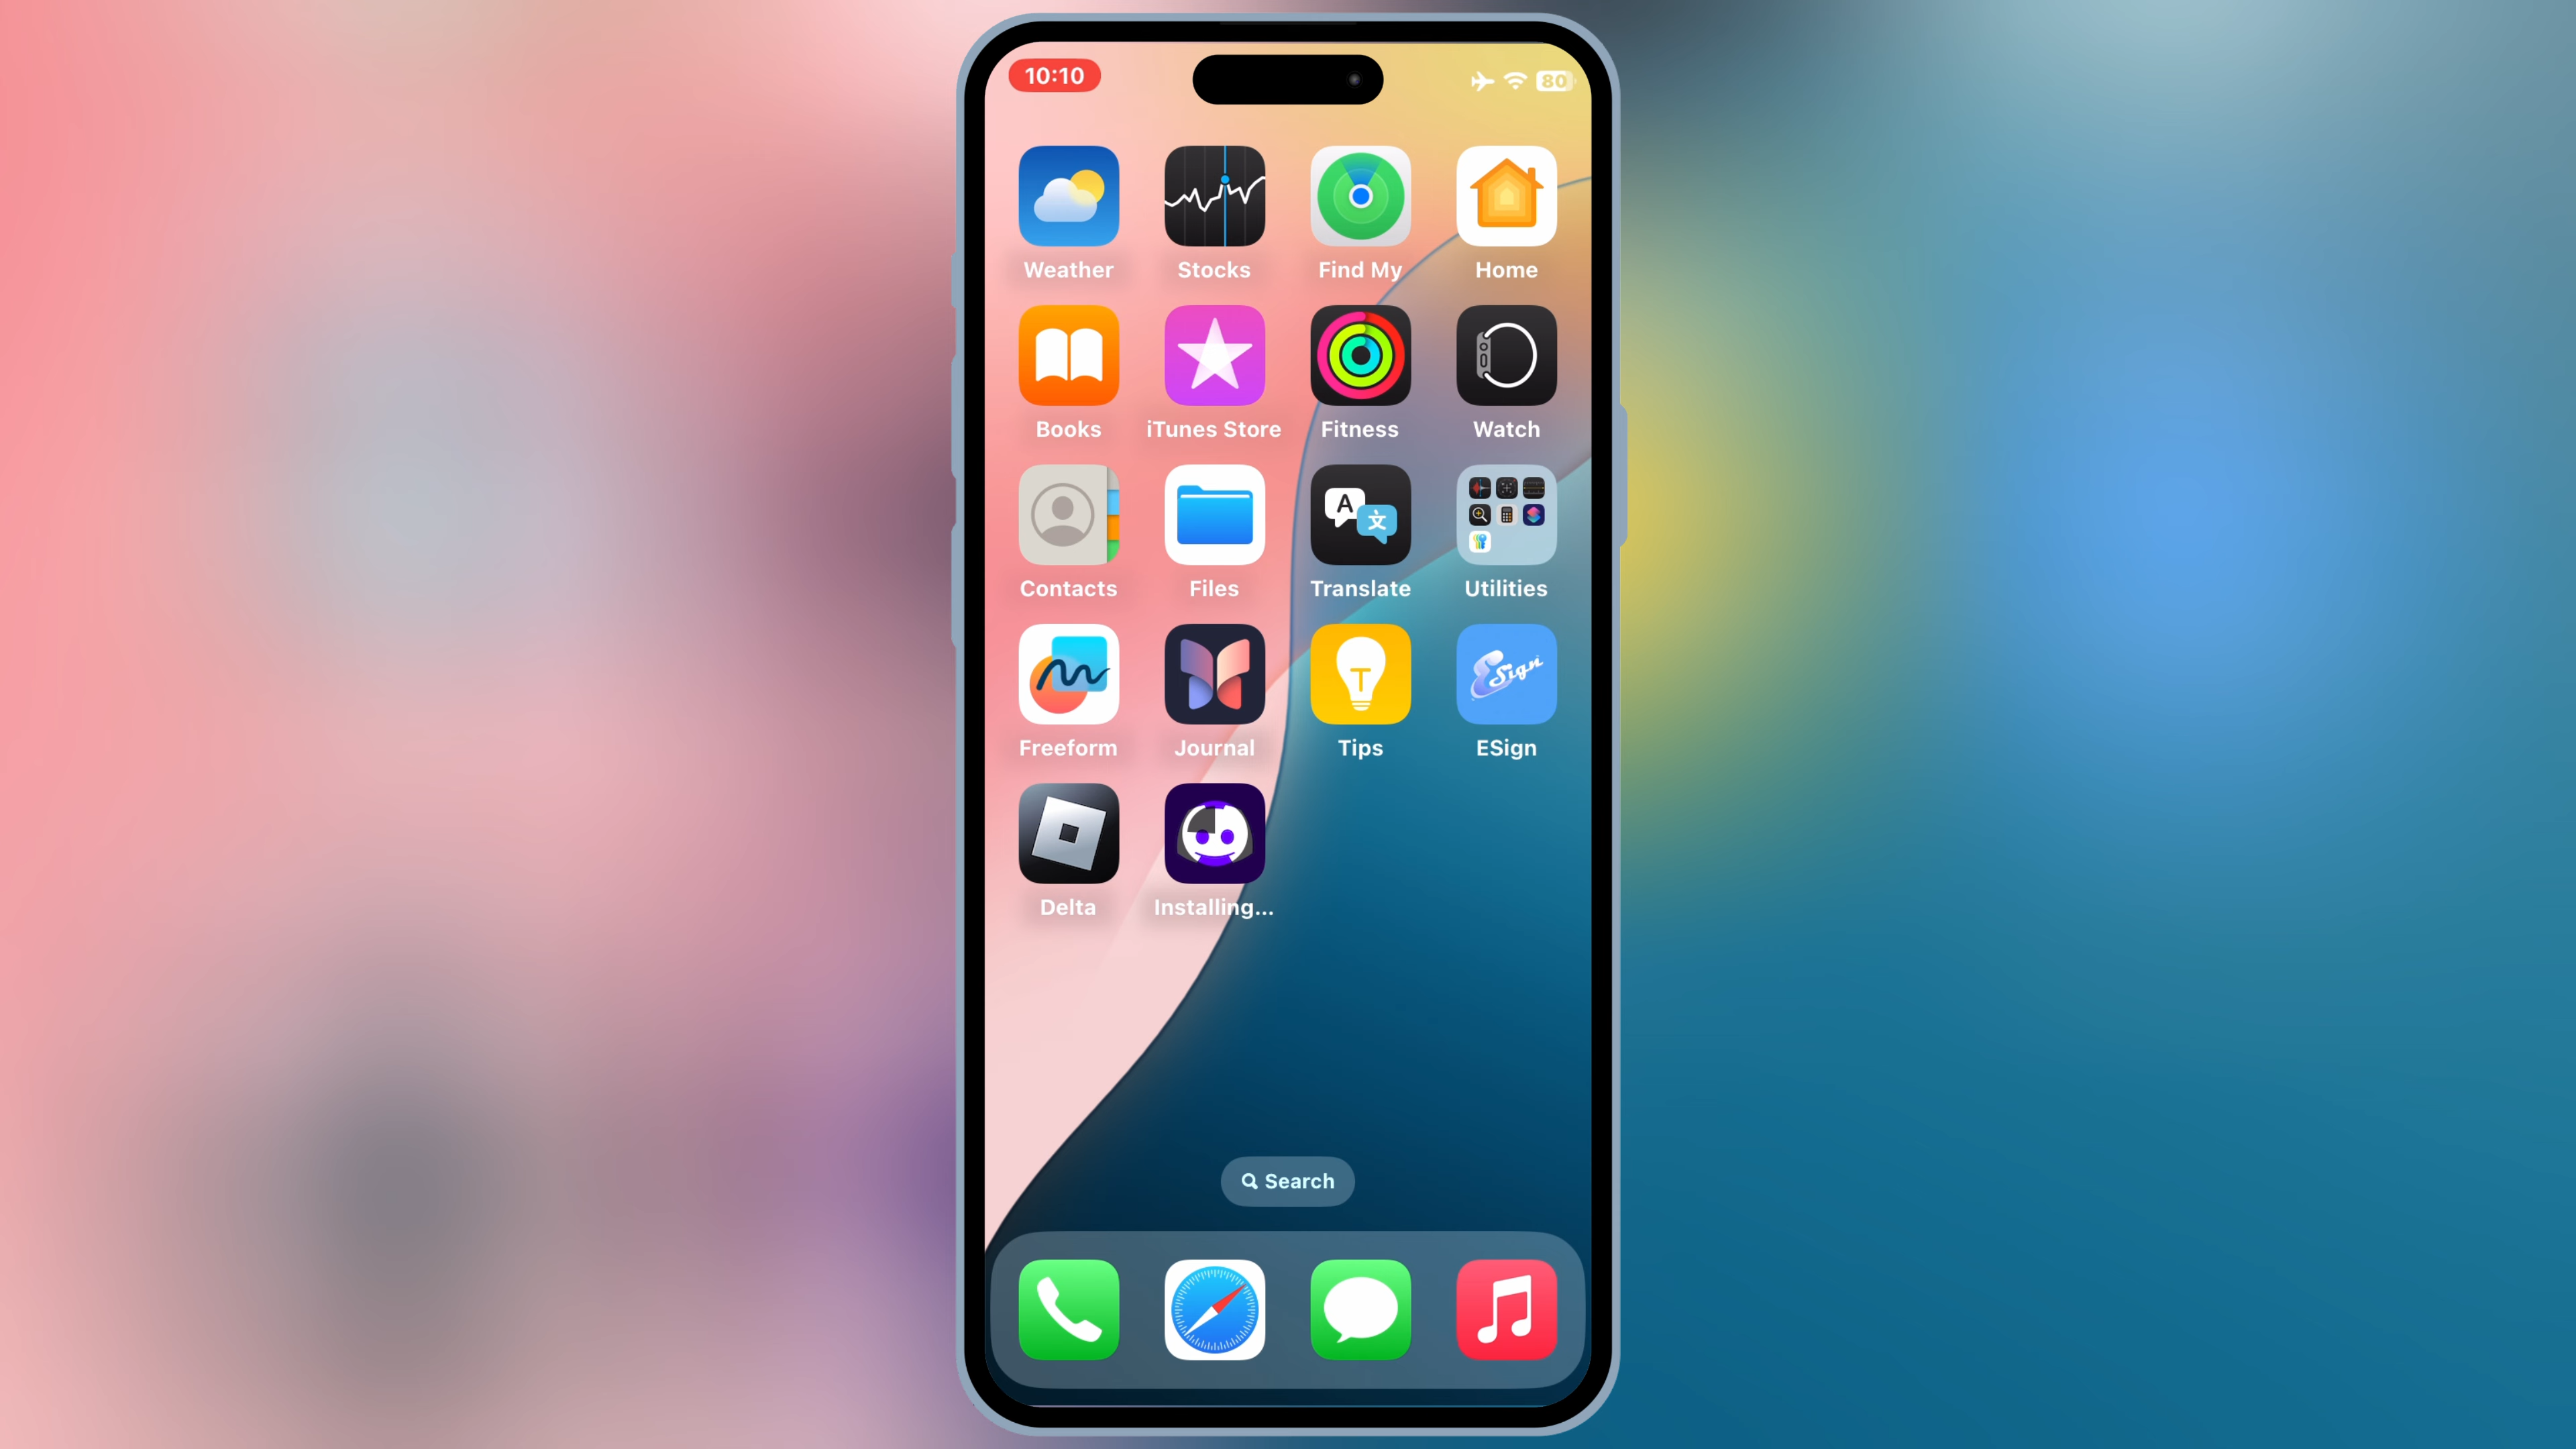 10:10
80
Weather Stocks Find My Home
Books iTunes Store Fitness Watch
A 文
Contacts Files Translate Utilities
ESign
Freeform Journal Tips ESign
Delta Installing...
Search